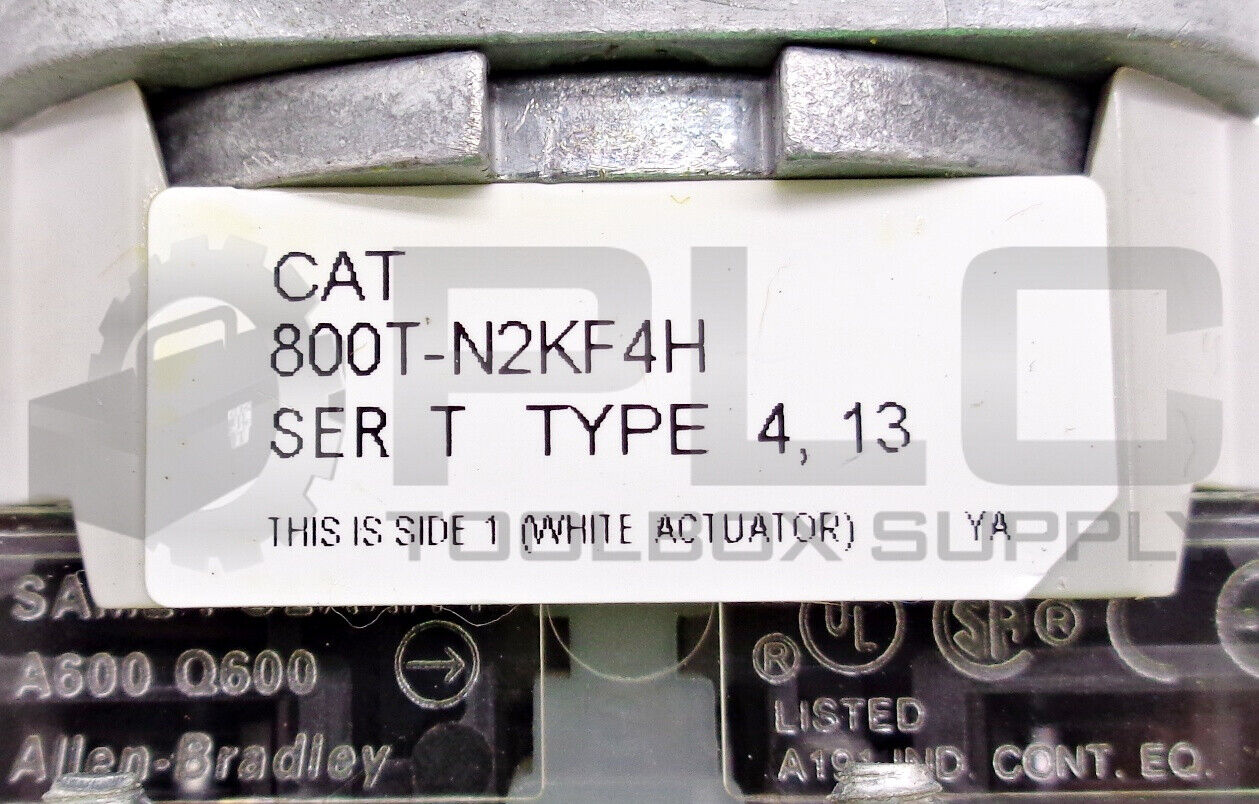 CAT
800T-N2KF4H
SER T TYPE 4, 13
THIS IS SIDE 1 (WHITE ACTUATOR) YA
PLC
TOOLBOX SUPPLY
A600 Q600
Allen-Bradley
® UL ®
LISTED
IND. CONT. EQ.